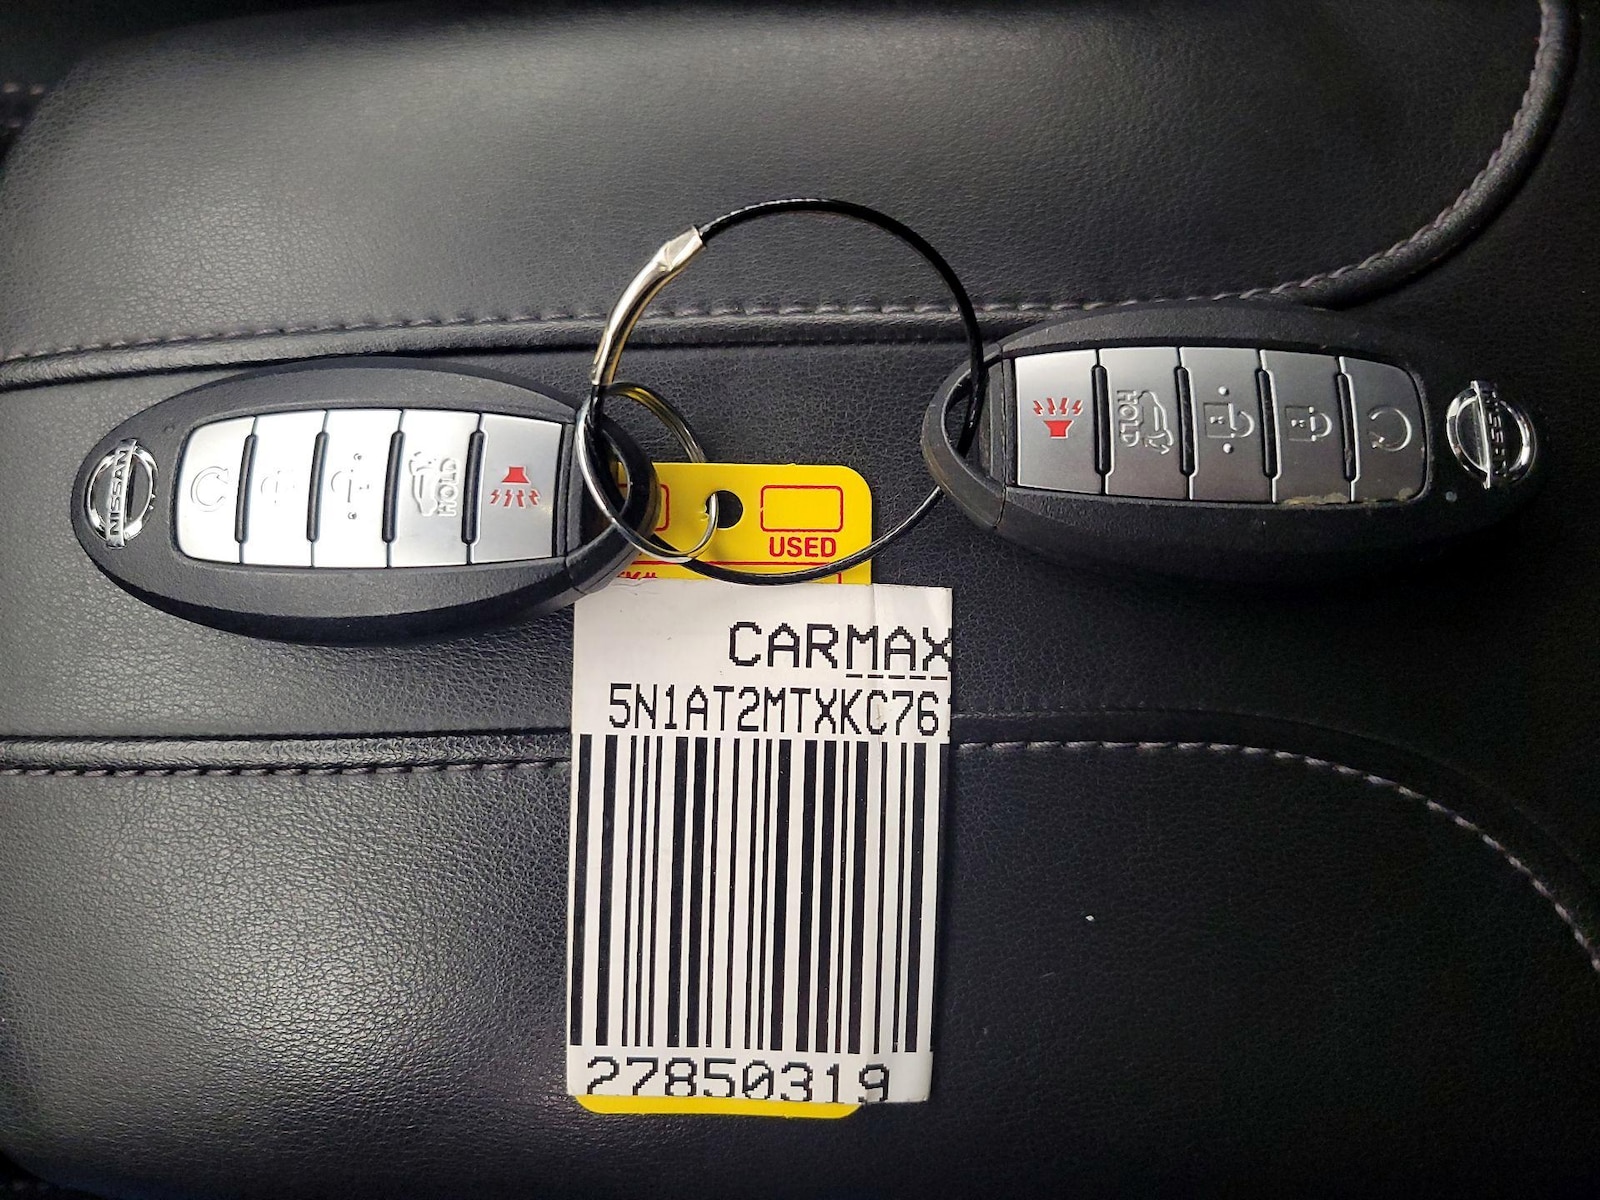 NISSAN
HOLD
HOLD
NISSAN
USED
CARMAX
5N1AT2MTXKC76
27850319